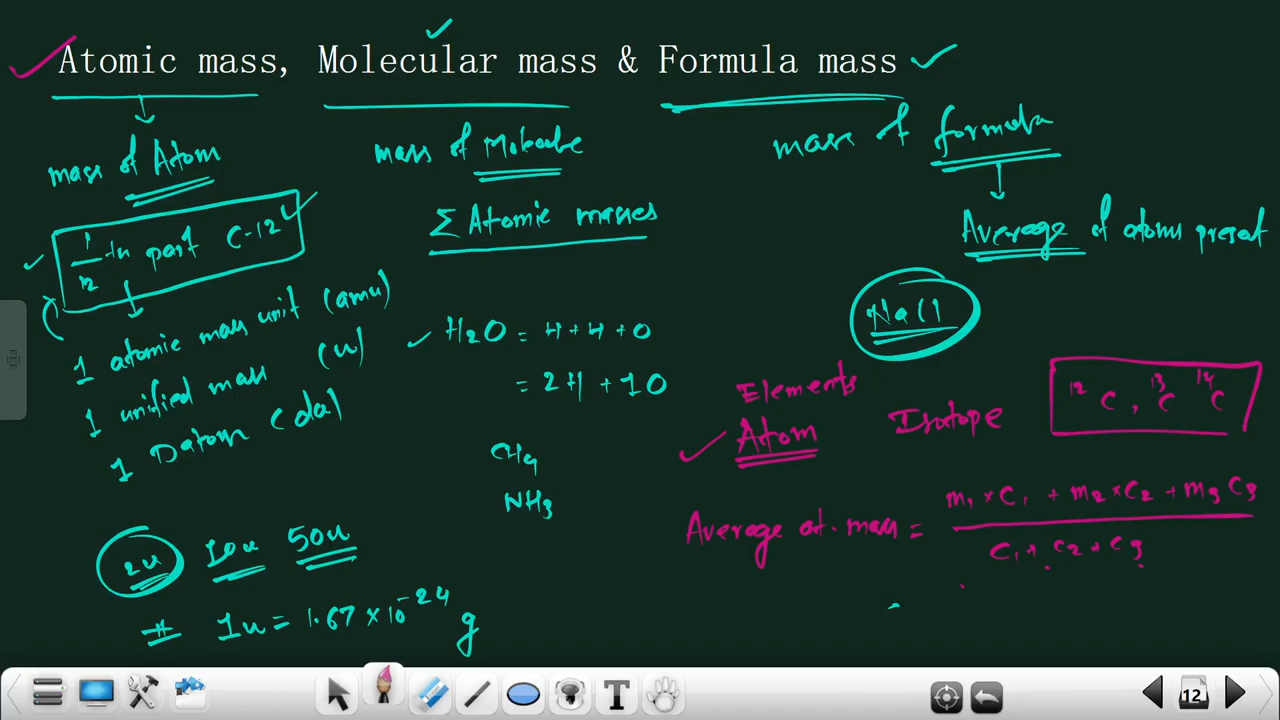 Atomic mass, Molecular mass & Formula mass
mass of Atom
1/12 th part C-12
1 atomic mass unit (amu)
1 unified mass (u)
1 Datom (da)
2u 10u 50u
# 1u = 1.67 × 10⁻²⁴ g
mass of Molecule
Σ Atomic masses
H2O = H + H + O
= 2H + 1O
CH4
NH3
mass of formula
Average of atoms present
NaCl
Elements
Atom
Isotope
¹²C, ¹³C ¹⁴C
Average at. mass = m₁ × C₁ + m₂ × C₂ + m₃ C₃
C₁ + C₂ + C₃
12
T